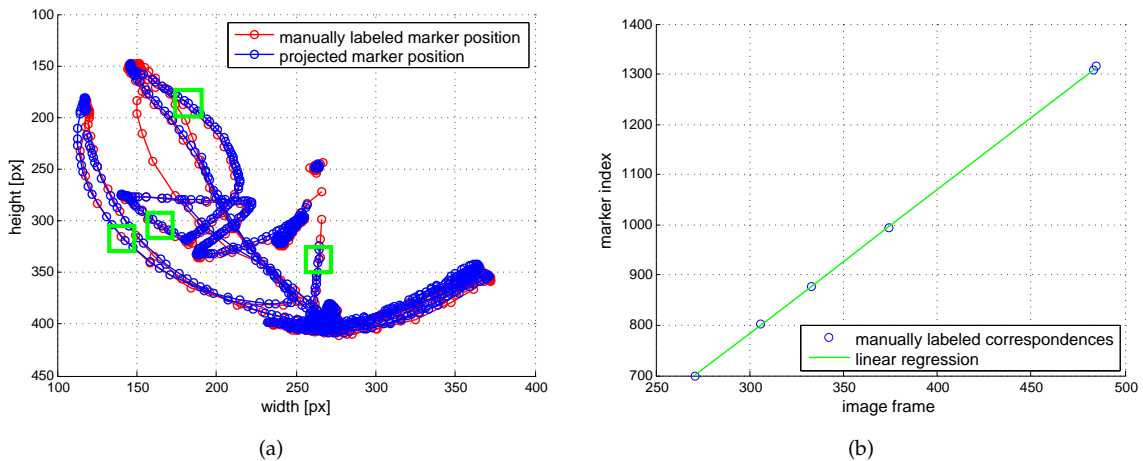 100
150
200
250
300
350
400
450
height [px]
manually labeled marker position
projected marker position
100 150 200 250 300 350 400
width [px]
(a)
1400
1300
1200
1100
1000
900
800
700
marker index
manually labeled correspondences
linear regression
250 300 350 400 450 500
image frame
(b)